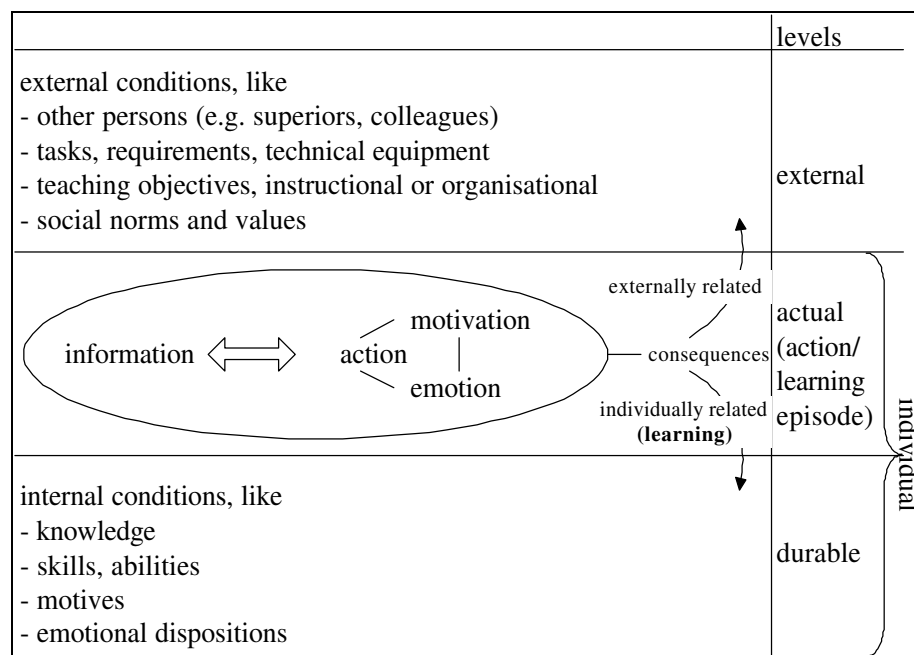 levels
external conditions, like
- other persons (e.g. superiors, colleagues)
- tasks, requirements, technical equipment
- teaching objectives, instructional or organisational
- social norms and values
external
information
action
motivation
emotion
externally related
consequences
individually related
(learning)
actual
(action/
learning
episode)
individual
internal conditions, like
- knowledge
- skills, abilities
- motives
- emotional dispositions
durable